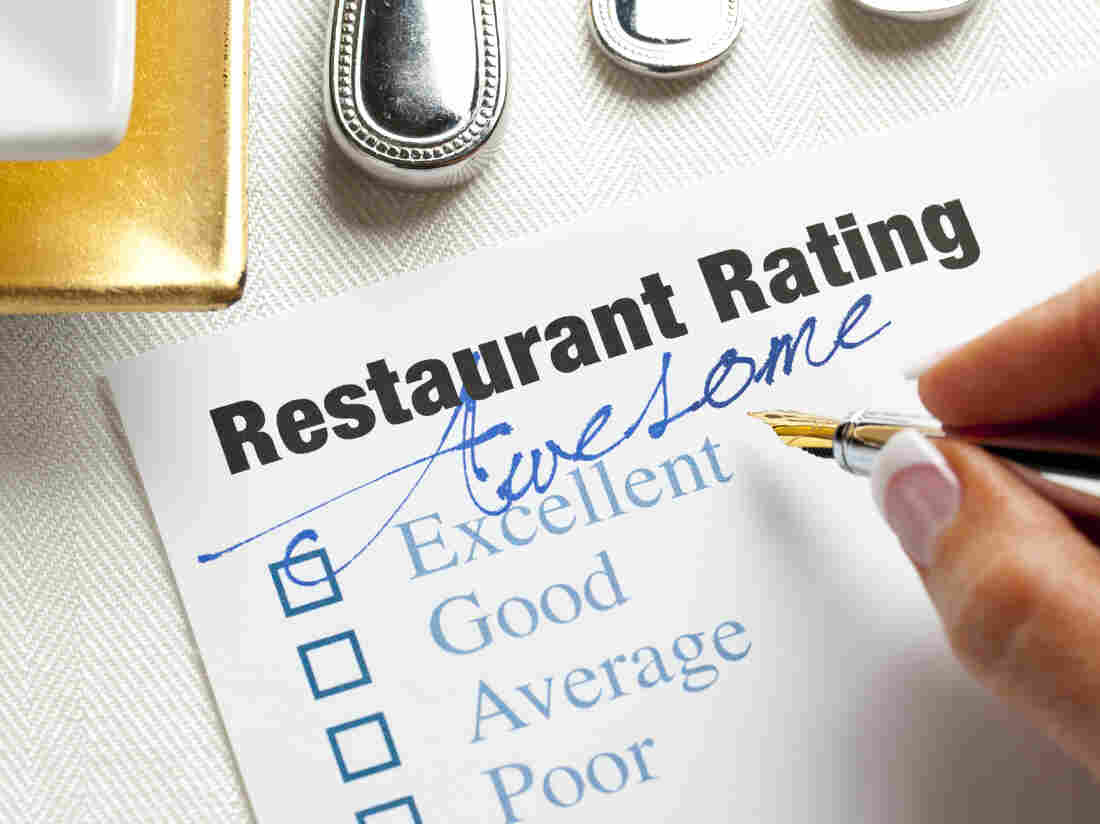 Restaurant Rating
Awesome
Excellent
Good
Average
Poor